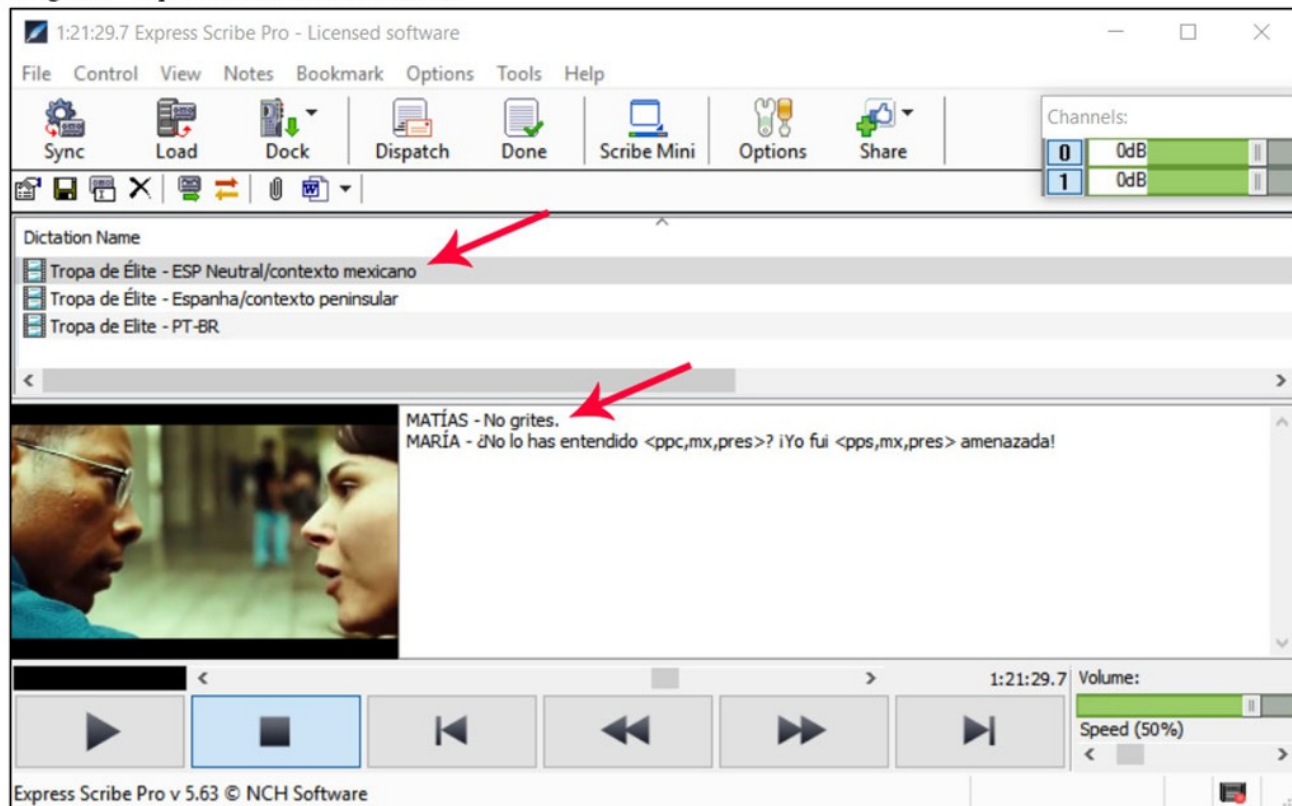 1:21:29.7 Express Scribe Pro - Licensed software
File Control View Notes Bookmark Options Tools Help
Sync Load Dock Dispatch Done Scribe Mini Options Share
Channels:
0 0dB
1 0dB
Dictation Name
Tropa de Élite - ESP Neutral/contexto mexicano
Tropa de Élite - Espanha/contexto peninsular
Tropa de Elite - PT-BR
MATÍAS - No grites.
MARÍA - ¿No lo has entendido <ppc,mx,pres>? ¡Yo fui <pps,mx,pres> amenazada!
1:21:29.7 Volume:
Speed (50%)
Express Scribe Pro v 5.63 © NCH Software